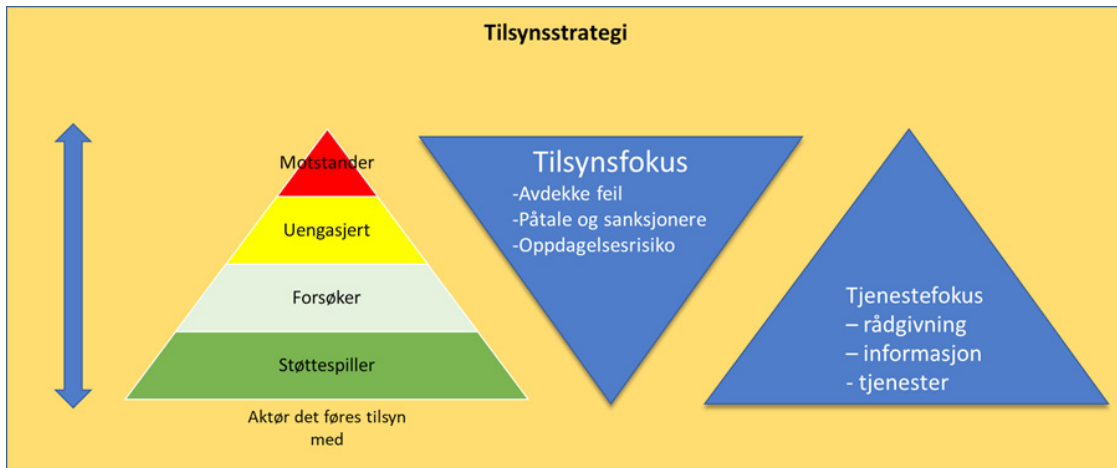 Tilsynsstrategi
Motstander
Uengasjert
Forsøker
Støttespiller
Aktør det føres tilsyn
med
Tilsynsfokus
-Avdekke feil
-Påtale og sanksjonere
-Oppdagelsesrisiko
Tjenestefokus
– rådgivning
– informasjon
- tjenester